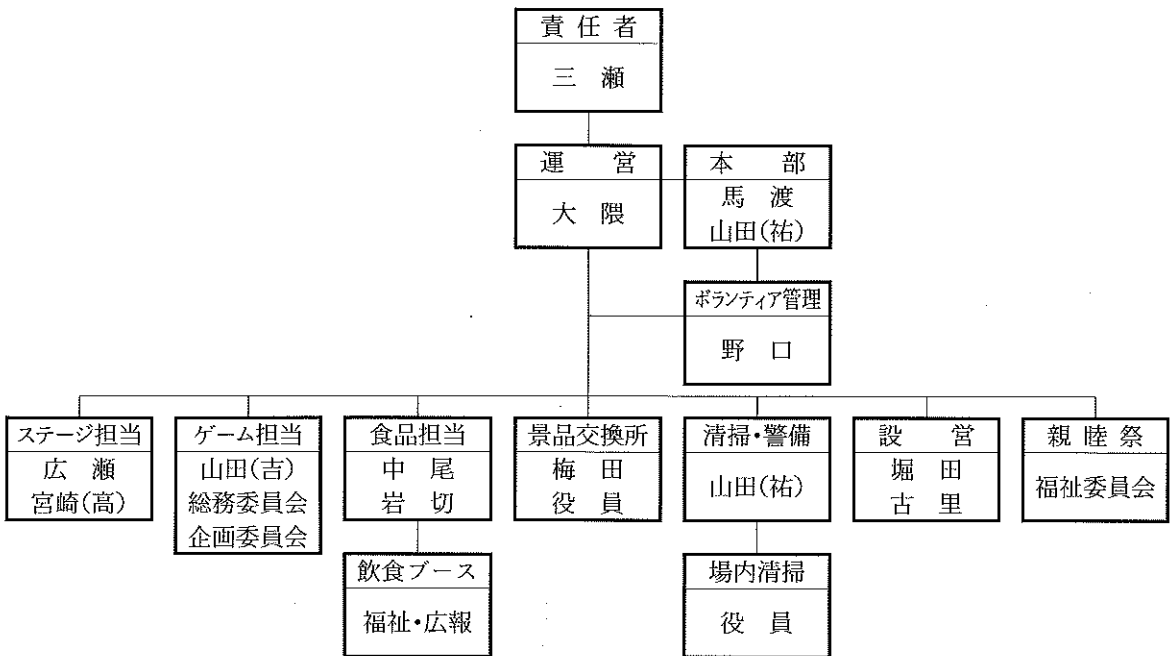 責任者
三瀬
運営
大隈
本部
馬渡
山田(祐)
ボランティア管理
野口
ステージ担当
広瀬
宮崎(高)
ゲーム担当
山田(吉)
総務委員会
企画委員会
食品担当
中尾
岩切
景品交換所
梅田
役員
清掃・警備
山田(祐)
設営
堀田
古里
親睦祭
福祉委員会
飲食ブース
福祉・広報
場内清掃
役員